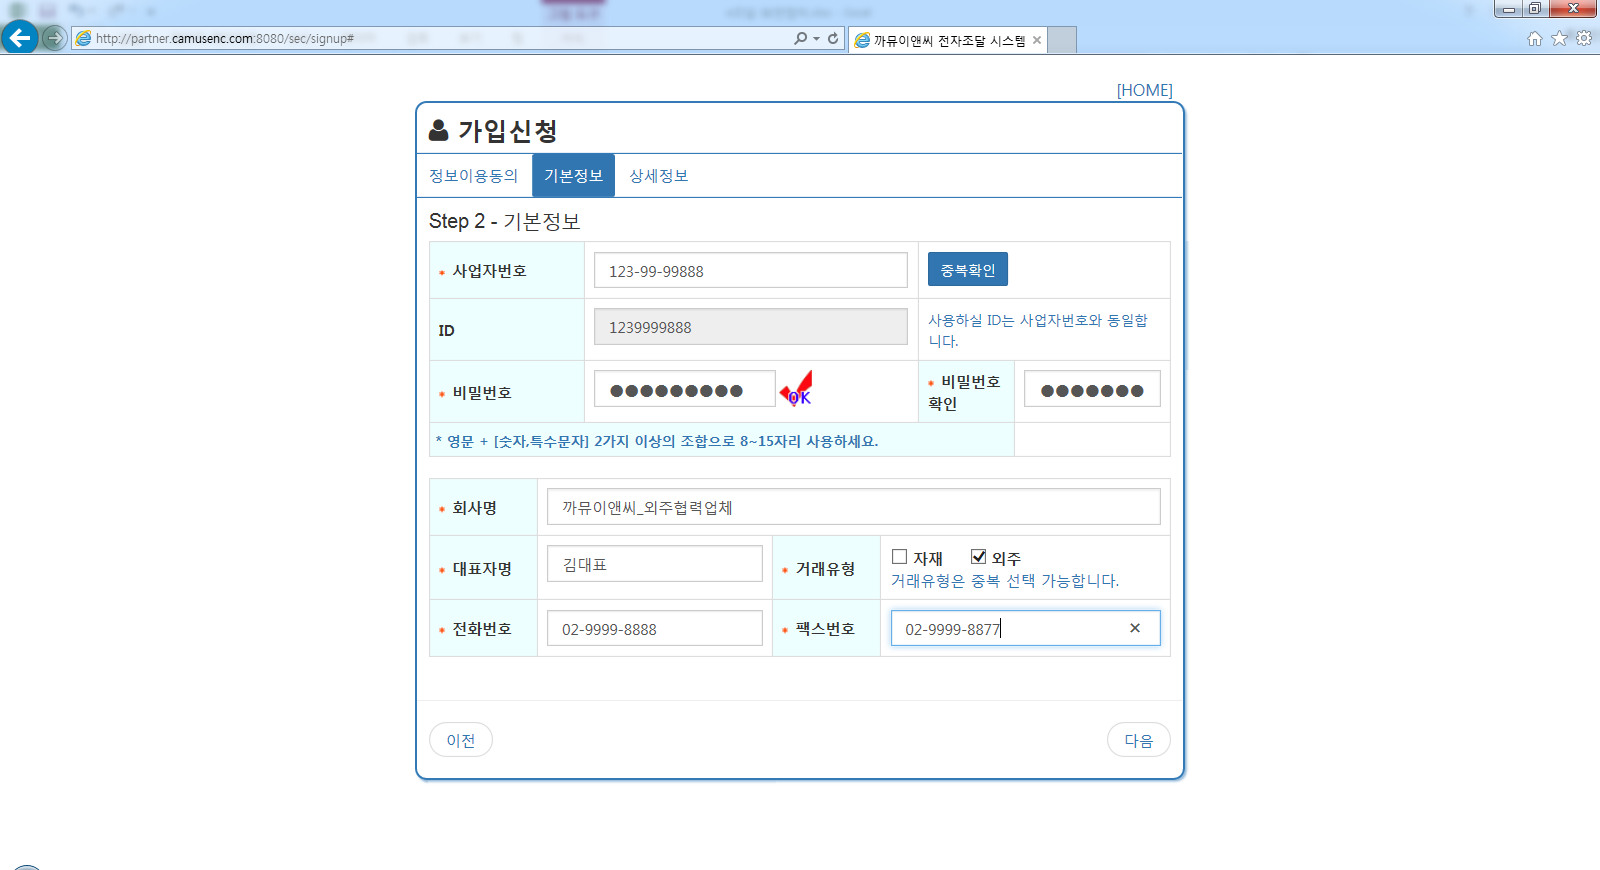 http://partner.camusenc.com:8080/sec/signup#
까뮤이앤씨 전자조달 시스템
[HOME]
가입신청
정보이용동의 기본정보 상세정보
Step 2 - 기본정보
* 사업자번호 123-99-99888 중복확인
ID 1239999888 사용하실 ID는 사업자번호와 동일합
니다.
* 비밀번호 ●●●●●●●●● OK * 비밀번호
확인 ●●●●●●●
* 영문 + [숫자,특수문자] 2가지 이상의 조합으로 8~15자리 사용하세요.
* 회사명 까뮤이앤씨_외주협력업체
* 대표자명 김대표 * 거래유형 자재 외주
거래유형은 중복 선택 가능합니다.
* 전화번호 02-9999-8888 * 팩스번호 02-9999-8877
이전 다음